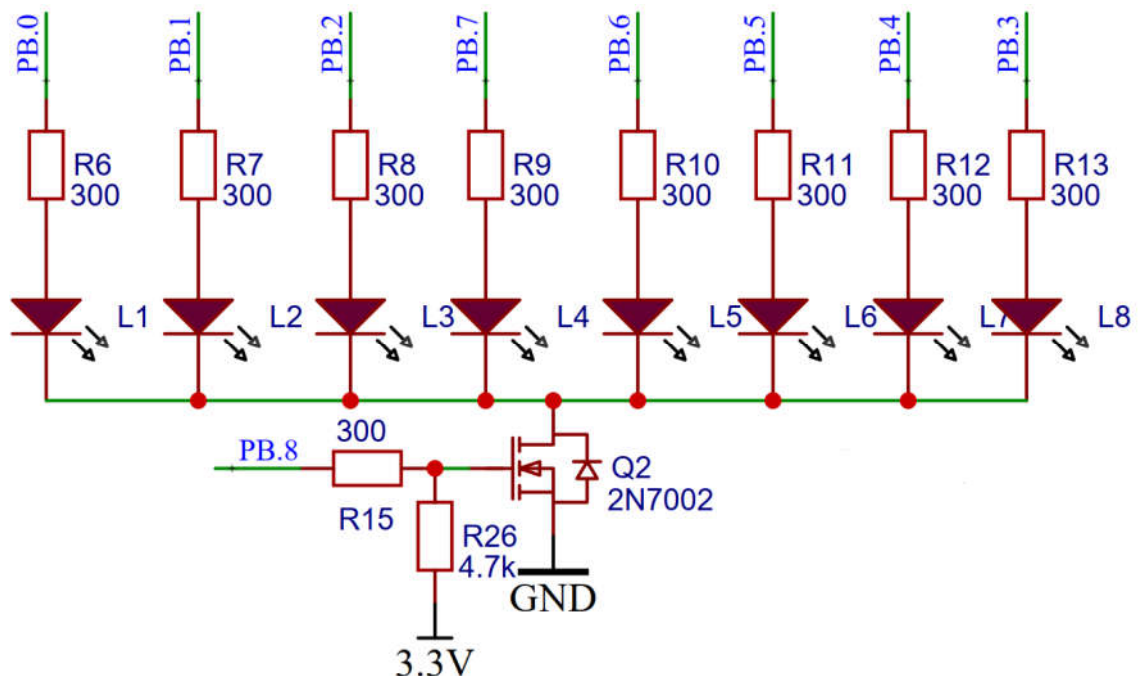 PB.0 PB.1 PB.2 PB.7 PB.6 PB.5 PB.4 PB.3
R6 R7 R8 R9 R10 R11 R12 R13
300 300 300 300 300 300 300 300
L1 L2 L3 L4 L5 L6 L7 L8
300
PB.8
Q2
2N7002
R15
R26
4.7k
GND
3.3V